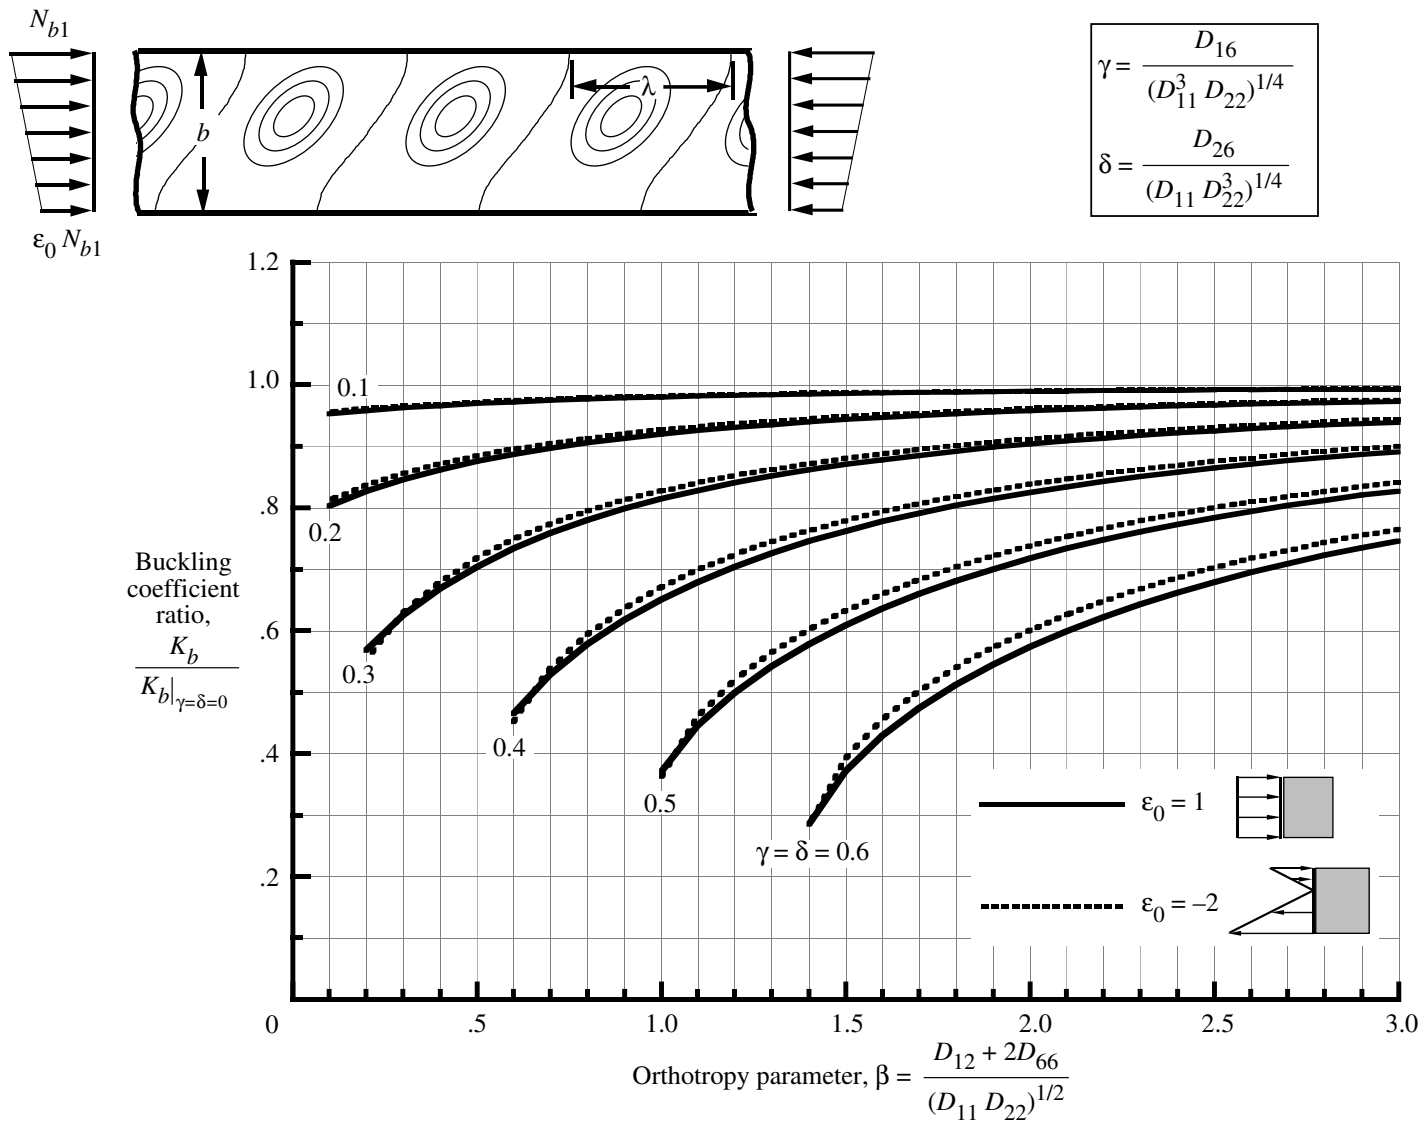 N_b1
b
λ
ε_0 N_b1
γ = D_16 / (D_11^3 D_22)^1/4
δ = D_26 / (D_11 D_22^3)^1/4
1.2
1.0
.8
.6
.4
.2
0
Buckling
coefficient
ratio,
K_b
K_b|γ=δ=0
0.1
0.2
0.3
0.4
0.5
γ = δ = 0.6
ε_0 = 1
ε_0 = –2
.5
1.0
1.5
2.0
2.5
3.0
Orthotropy parameter, β = D_12 + 2D_66 / (D_11 D_22)^1/2